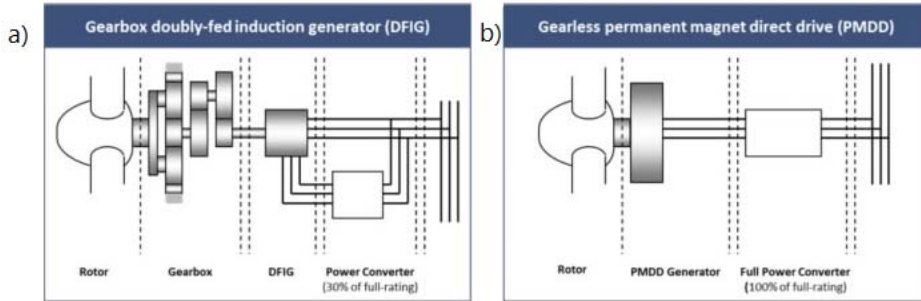 a)
Gearbox doubly-fed induction generator (DFIG)
Rotor
Gearbox
DFIG
Power Converter
(30% of full-rating)
b)
Gearless permanent magnet direct drive (PMDD)
Rotor
PMDD Generator
Full Power Converter
(100% of full-rating)